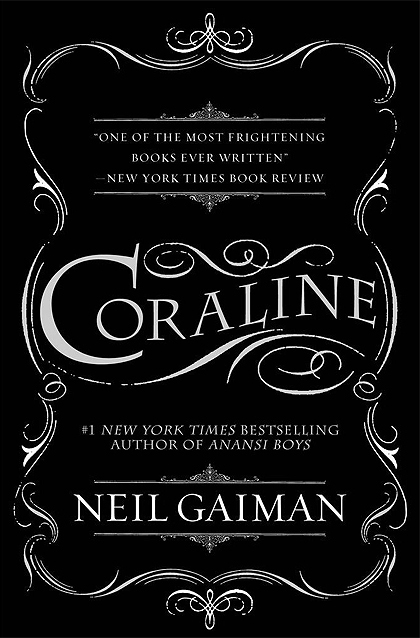 “ONE OF THE MOST FRIGHTENING
BOOKS EVER WRITTEN”
—NEW YORK TIMES BOOK REVIEW
CORALINE
#1 NEW YORK TIMES BESTSELLING
AUTHOR OF ANANSI BOYS
NEIL GAIMAN